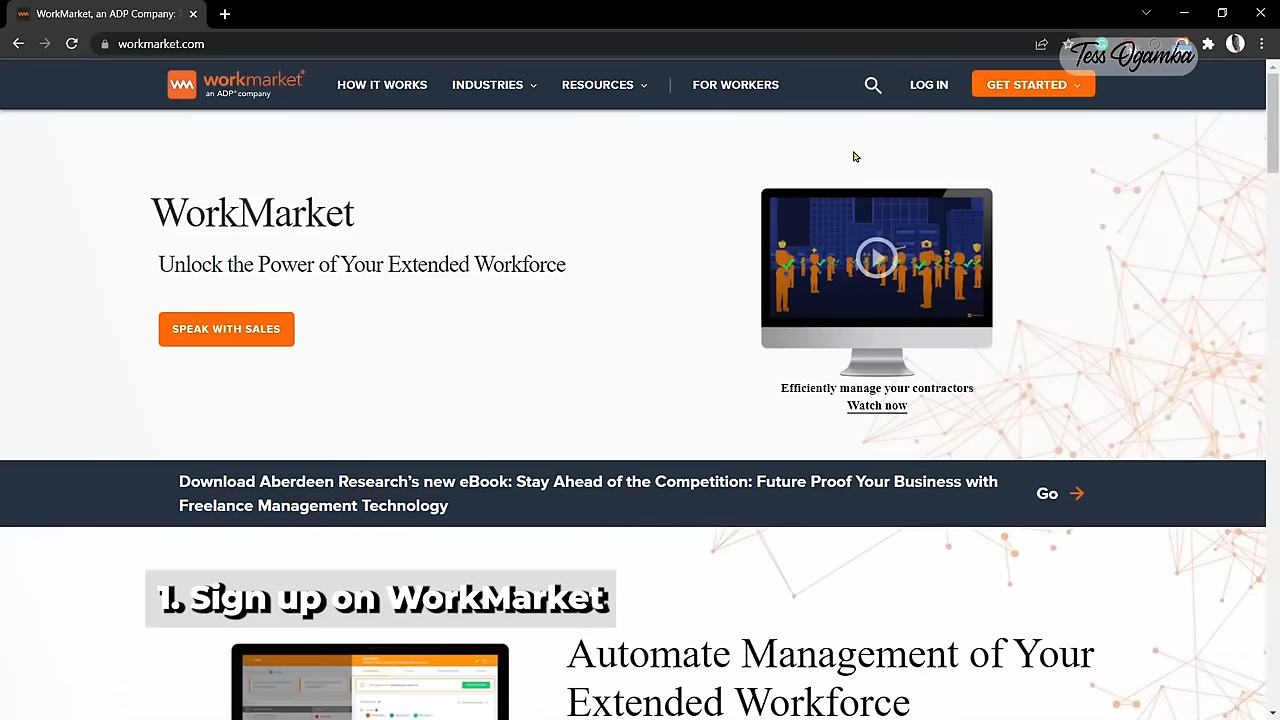 WorkMarket, an ADP Company:
workmarket.com
Tess Ogamba
workmarket®
an ADP® company
HOW IT WORKS
INDUSTRIES
RESOURCES
FOR WORKERS
LOG IN
GET STARTED
WorkMarket
Unlock the Power of Your Extended Workforce
SPEAK WITH SALES
Efficiently manage your contractors
Watch now
Download Aberdeen Research's new eBook: Stay Ahead of the Competition: Future Proof Your Business with
Freelance Management Technology
Go
1. Sign up on WorkMarket
Automate Management of Your
Extended Workforce